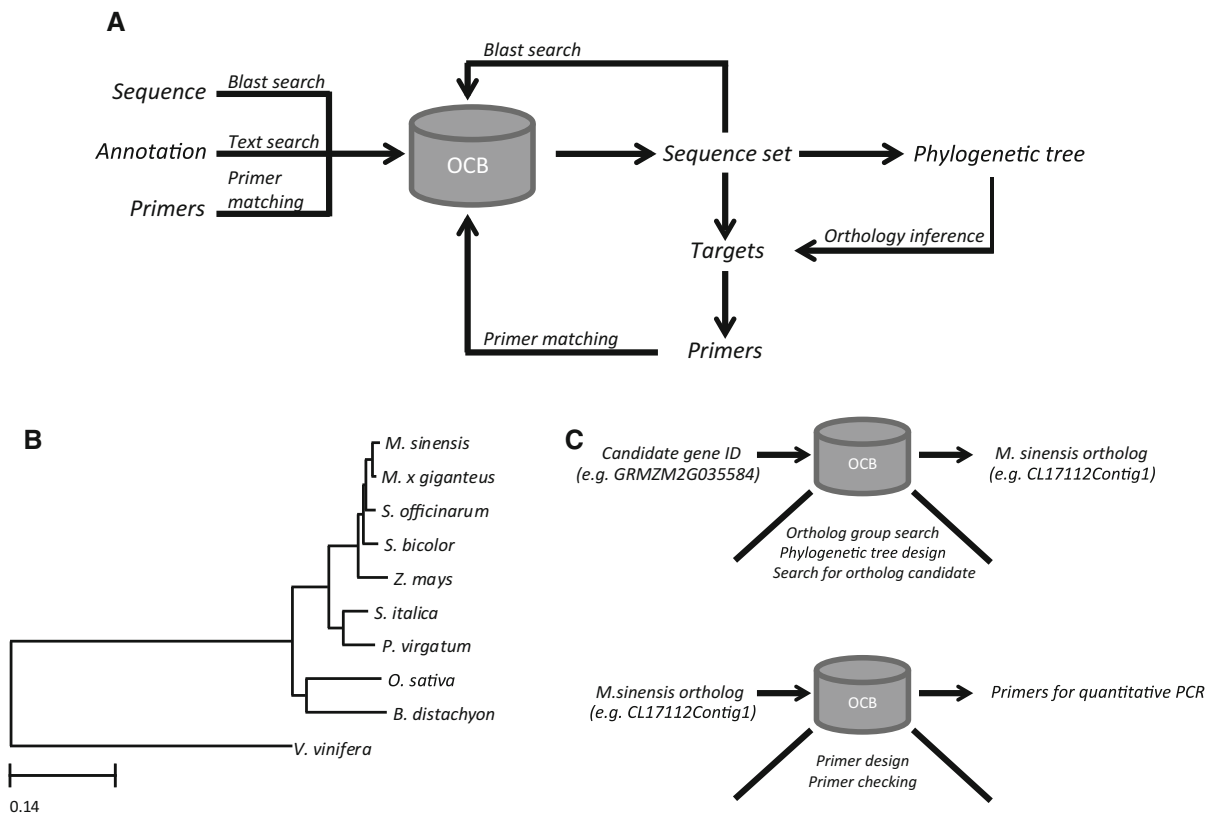 A
Blast search
Sequence
Blast search
Annotation
Text search
OCB
Sequence set
Phylogenetic tree
Primers
Primer
matching
Targets
Orthology inference
Primer matching
Primers
B
M. sinensis
M. x giganteus
S. officinarum
S. bicolor
Z. mays
S. italica
P. virgatum
O. sativa
B. distachyon
V. vinifera
0.14
C
Candidate gene ID
(e.g. GRMZM2G035584)
OCB
M. sinensis ortholog
(e.g. CL17112Contig1)
Ortholog group search
Phylogenetic tree design
Search for ortholog candidate
M.sinensis ortholog
(e.g. CL17112Contig1)
OCB
Primers for quantitative PCR
Primer design
Primer checking